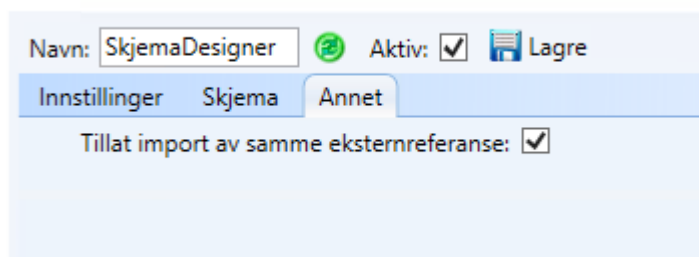 Navn: SkjemaDesigner Aktiv: Lagre
Innstillinger Skjema Annet
Tillat import av samme eksternreferanse: